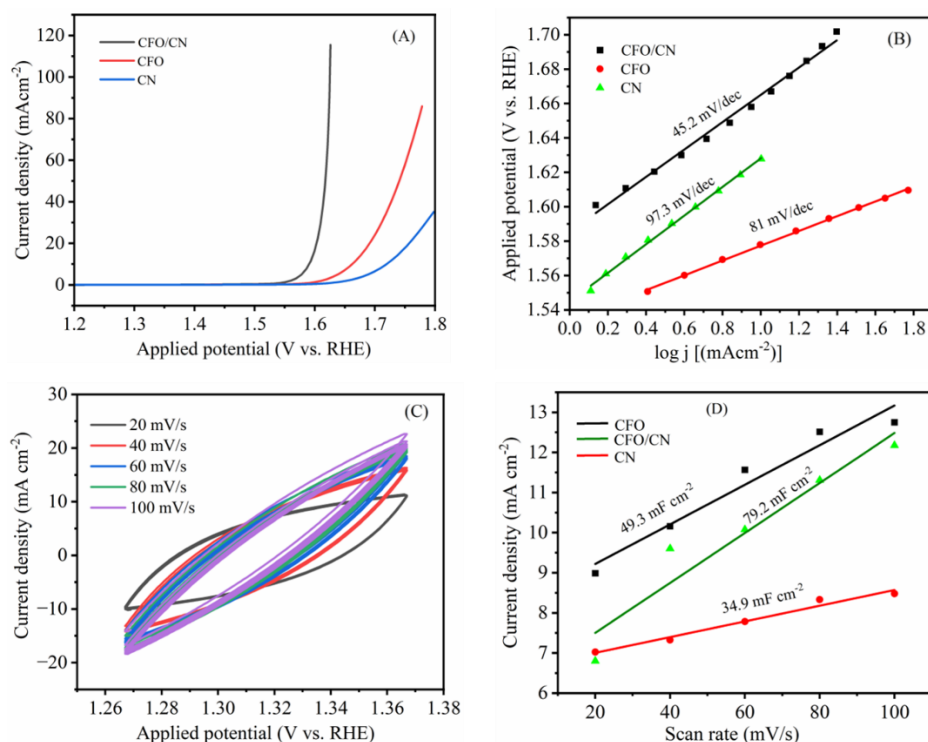 (A)
CFO/CN
CFO
CN
120
100
80
60
40
20
0
Current density (mAcm⁻²)
1.2 1.3 1.4 1.5 1.6 1.7 1.8
Applied potential (V vs. RHE)
(B)
CFO/CN
CFO
CN
45.2 mV/dec
97.3 mV/dec
81 mV/dec
1.70
1.68
1.66
1.64
1.62
1.60
1.58
1.56
1.54
Applied potential (V vs. RHE)
0.0 0.2 0.4 0.6 0.8 1.0 1.2 1.4 1.6 1.8
log j [(mAcm⁻²)]
(C)
20 mV/s
40 mV/s
60 mV/s
80 mV/s
100 mV/s
30
20
10
0
−10
−20
Current density (mA cm⁻²)
1.26 1.28 1.30 1.32 1.34 1.36 1.38
Applied potential (V vs. RHE)
(D)
CFO
CFO/CN
CN
49.3 mF cm⁻²
79.2 mF cm⁻²
34.9 mF cm⁻²
13
12
11
10
9
8
7
6
Current density (mA cm⁻²)
20 40 60 80 100
Scan rate (mV/s)